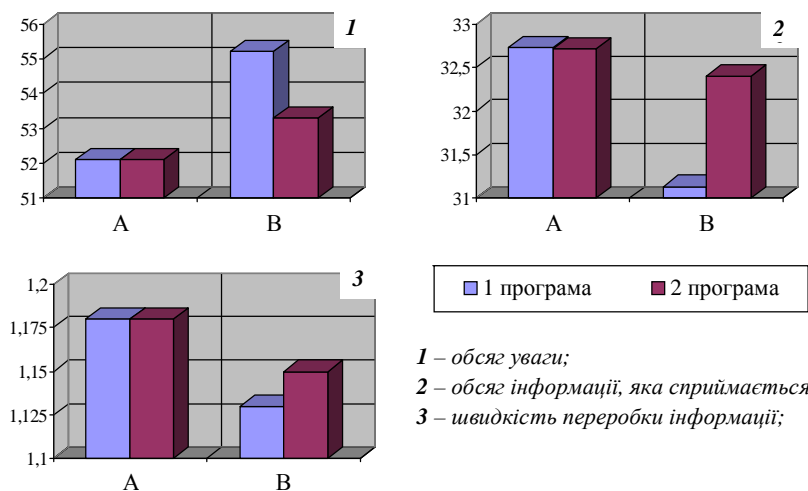 1
56
55
54
53
52
51
A B
2
33
32,5
32
31,5
31
A B
3
1,2
1,175
1,15
1,125
1,1
A B
1 програма 2 програма
1 – обсяг уваги;
2 – обсяг інформації, яка сприймається
3 – швидкість переробки інформації;